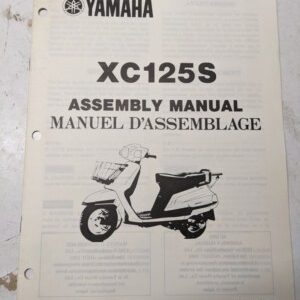 YAMAHA
XC125S
ASSEMBLY MANUAL
MANUEL D'ASSEMBLAGE